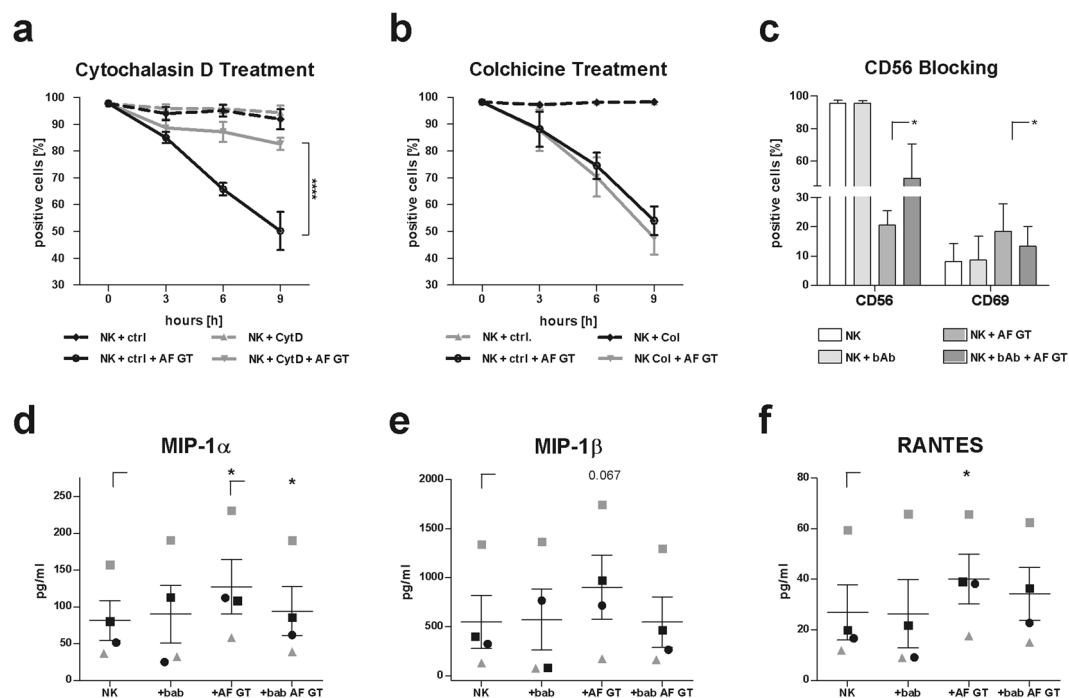 a
Cytochalasin D Treatment
positive cells [%]
100
90
80
70
60
50
40
30
0 3 6 9
hours [h]
****
NK + ctrl
NK + CytD
NK + ctrl + AF GT
NK + CytD + AF GT
b
Colchicine Treatment
positive cells [%]
100
90
80
70
60
50
40
30
0 3 6 9
hours [h]
NK + ctrl.
NK + Col
NK + ctrl + AF GT
NK Col + AF GT
c
CD56 Blocking
positive cells [%]
100
80
60
40
30
20
10
0
* *
CD56 CD69
NK
NK + AF GT
NK + bAb
NK + bAb + AF GT
d
MIP-1α
pg/ml
250
200
150
100
50
0
* *
NK +bab +AF GT +bab AF GT
e
MIP-1β
pg/ml
2000
1500
1000
500
0
0.067
NK +bab +AF GT +bab AF GT
f
RANTES
pg/ml
80
60
40
20
0
*
NK +bab +AF GT +bab AF GT